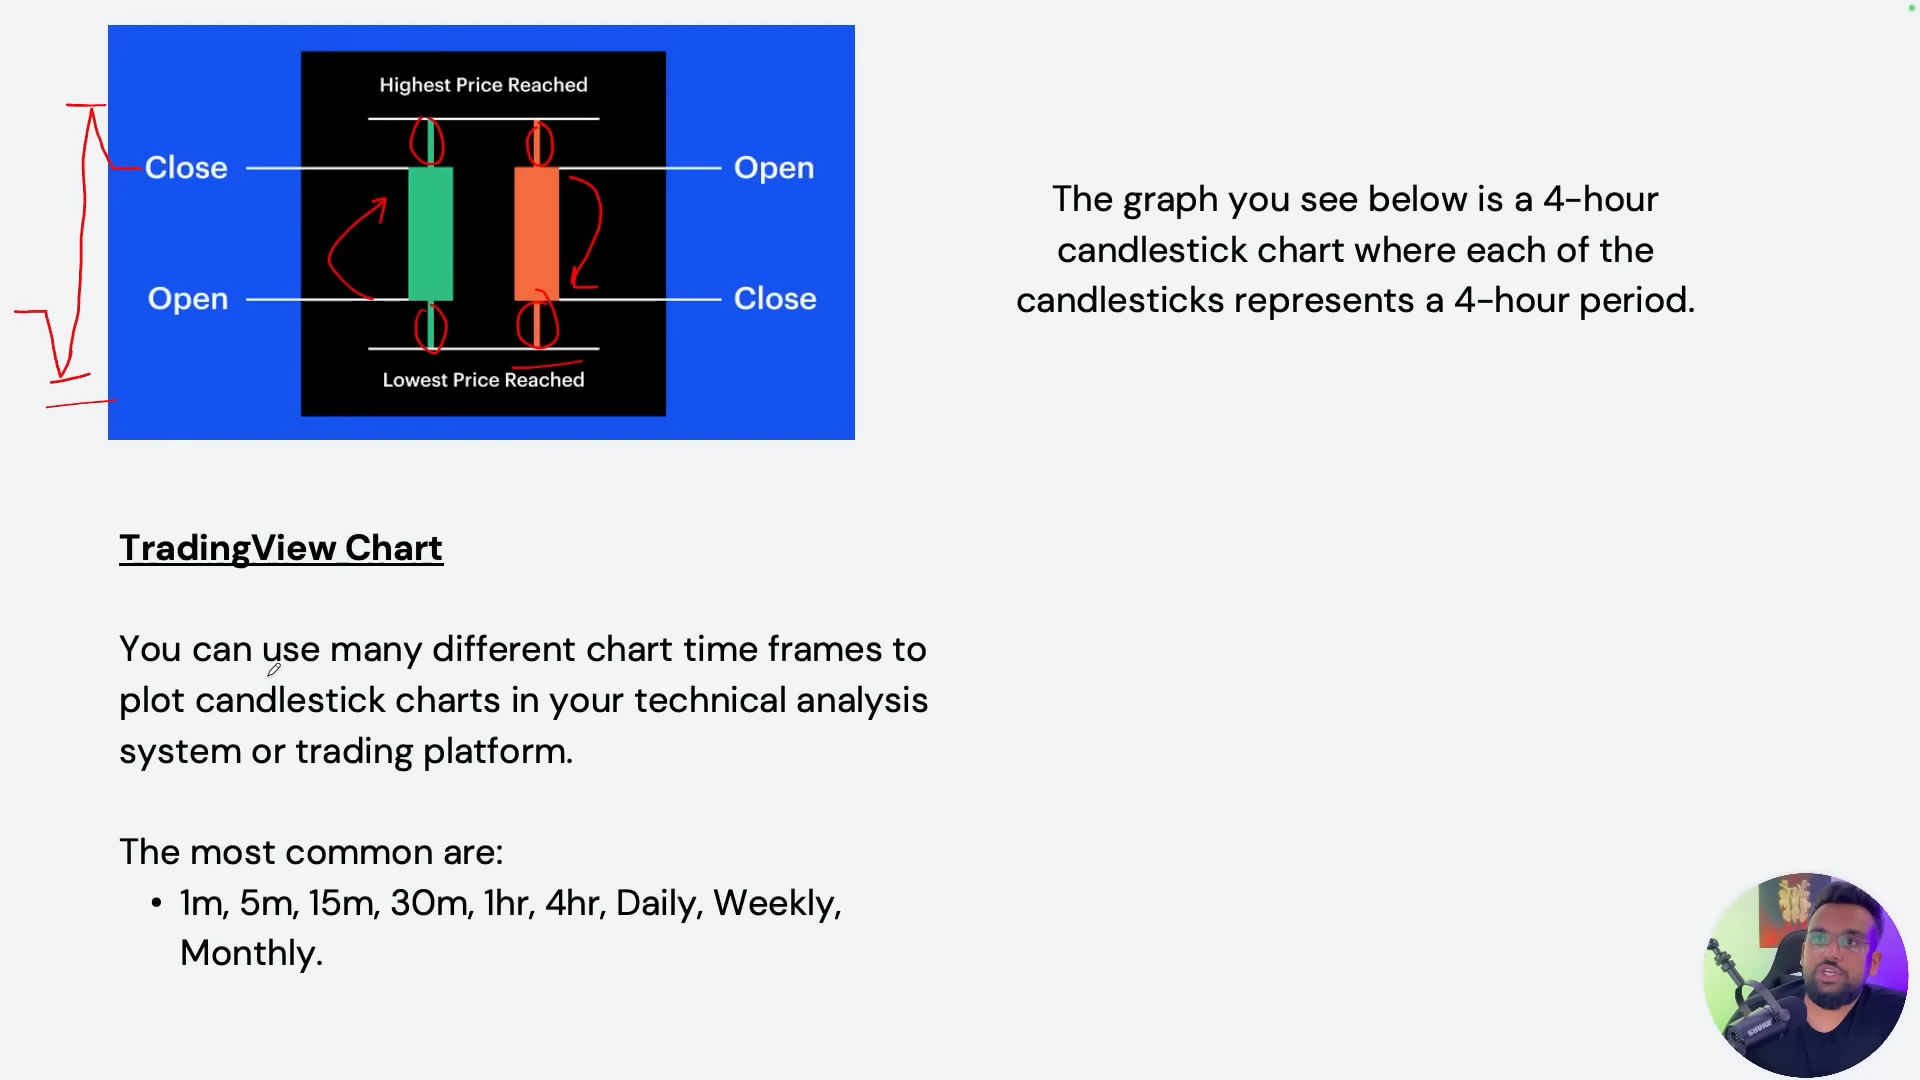 Highest Price Reached
Close
Open
Open
Close
Lowest Price Reached
The graph you see below is a 4-hour
candlestick chart where each of the
candlesticks represents a 4-hour period.
TradingView Chart
You can use many different chart time frames to
plot candlestick charts in your technical analysis
system or trading platform.
The most common are:
• 1m, 5m, 15m, 30m, 1hr, 4hr, Daily, Weekly,
Monthly.
SHURE